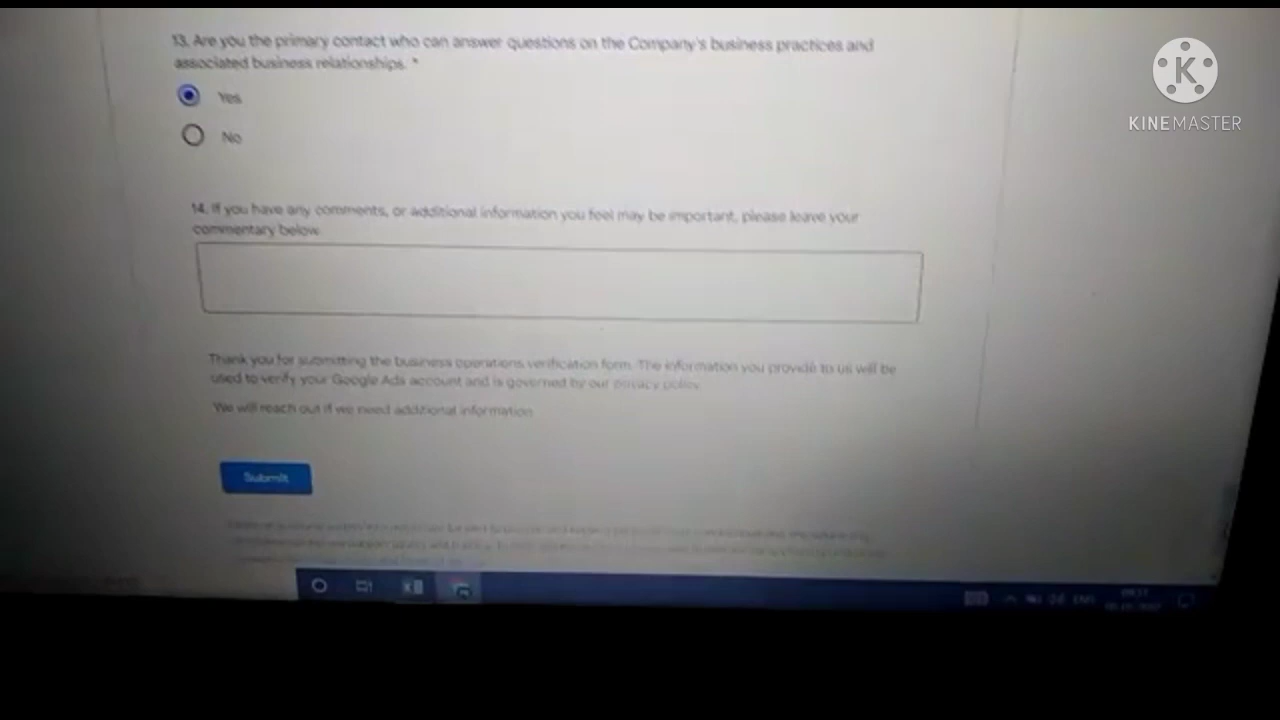 13. Are you the primary contact who can answer questions on the Company's business practices and
associated business relationships. *
Yes
No
14. If you have any comments, or additional information you feel may be important, please leave your
commentary below
Thank you for submitting the business operations verification form. The information you provide to us will be
used to verify your Google Ads account and is governed by our privacy policy
We will reach out if we need additional information
Submit
ENG
KINEMASTER